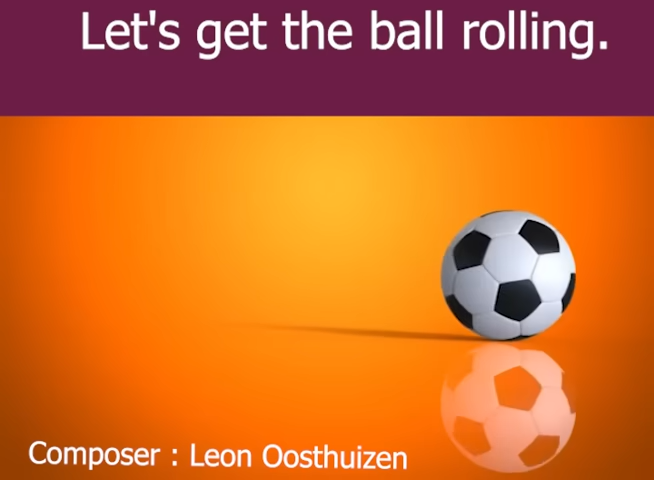 Let's get the ball rolling.
Composer : Leon Oosthuizen